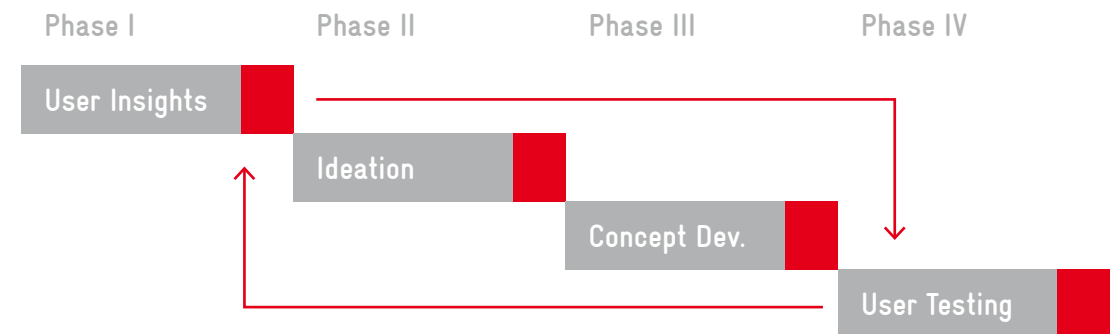 Phase I
Phase II
Phase III
Phase IV
User Insights
Ideation
Concept Dev.
User Testing